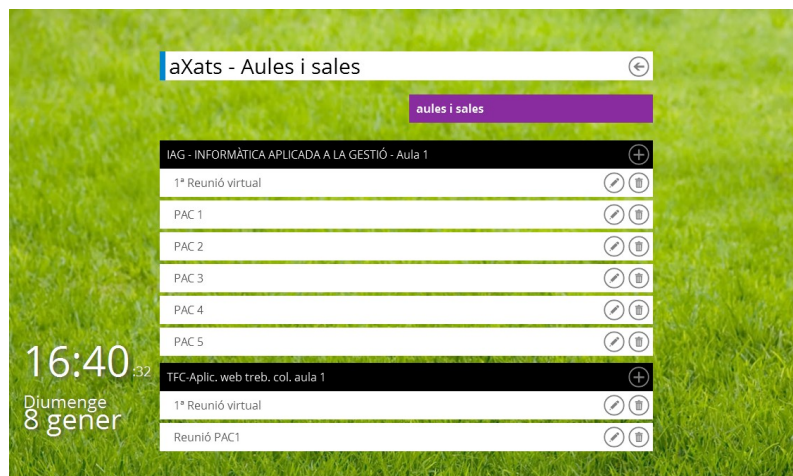 aXats - Aules i sales
aules i sales
IAG - INFORMÀTICA APLICADA A LA GESTIÓ - Aula 1
1ª Reunió virtual
PAC 1
PAC 2
PAC 3
PAC 4
PAC 5
TFC-Aplic. web treb. col. aula 1
1ª Reunió virtual
Reunió PAC1
16:40:32
Diumenge
8 gener